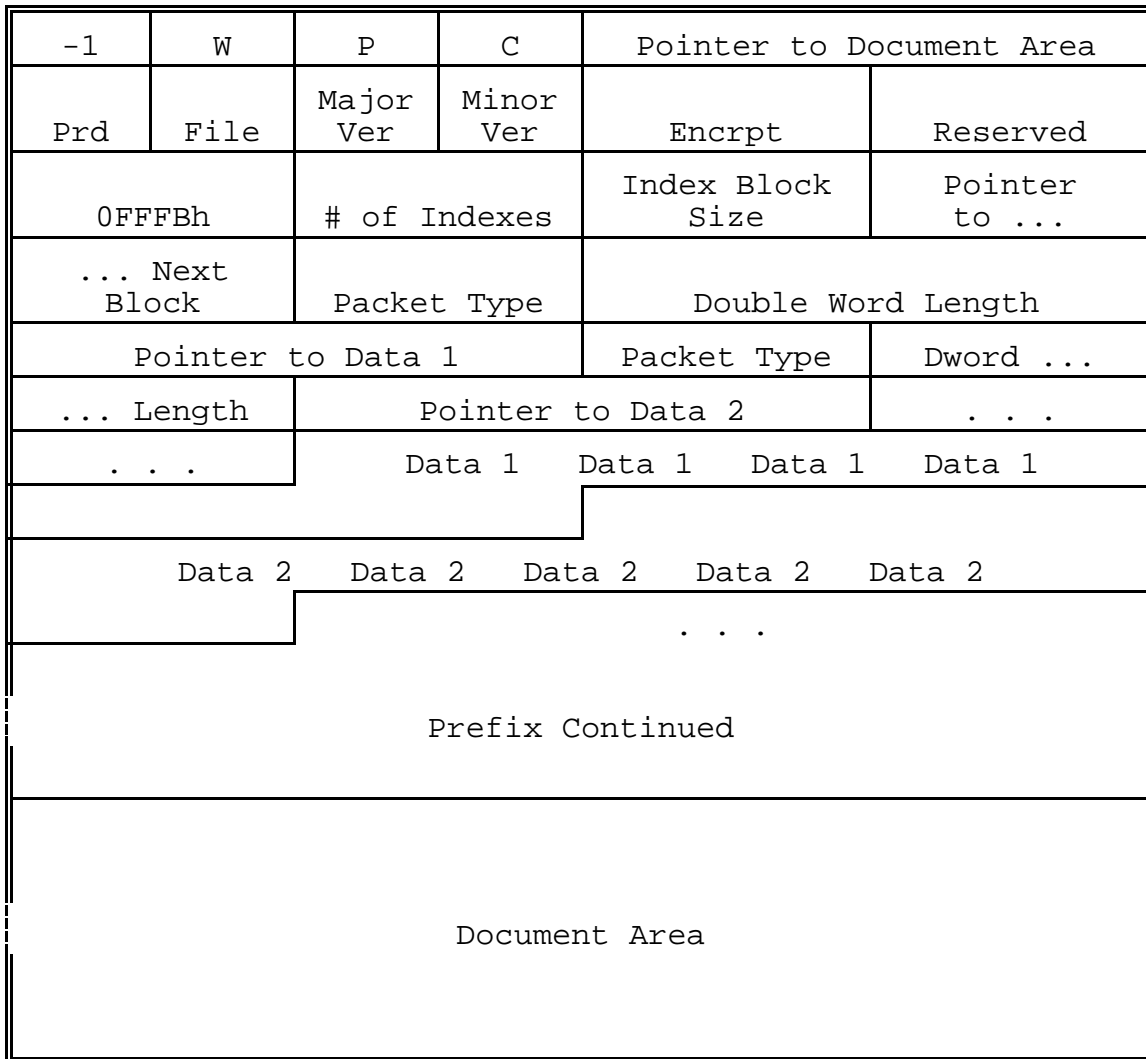 -1 W P C Pointer to Document Area
Major Minor
Prd File Ver Ver Encrpt Reserved
Index Block Pointer
0FFFBh # of Indexes Size to ...
... Next
Block Packet Type Double Word Length
Pointer to Data 1 Packet Type Dword ...
... Length Pointer to Data 2 . . .
. . . Data 1 Data 1 Data 1 Data 1
Data 2 Data 2 Data 2 Data 2 Data 2
. . .
Prefix Continued
Document Area